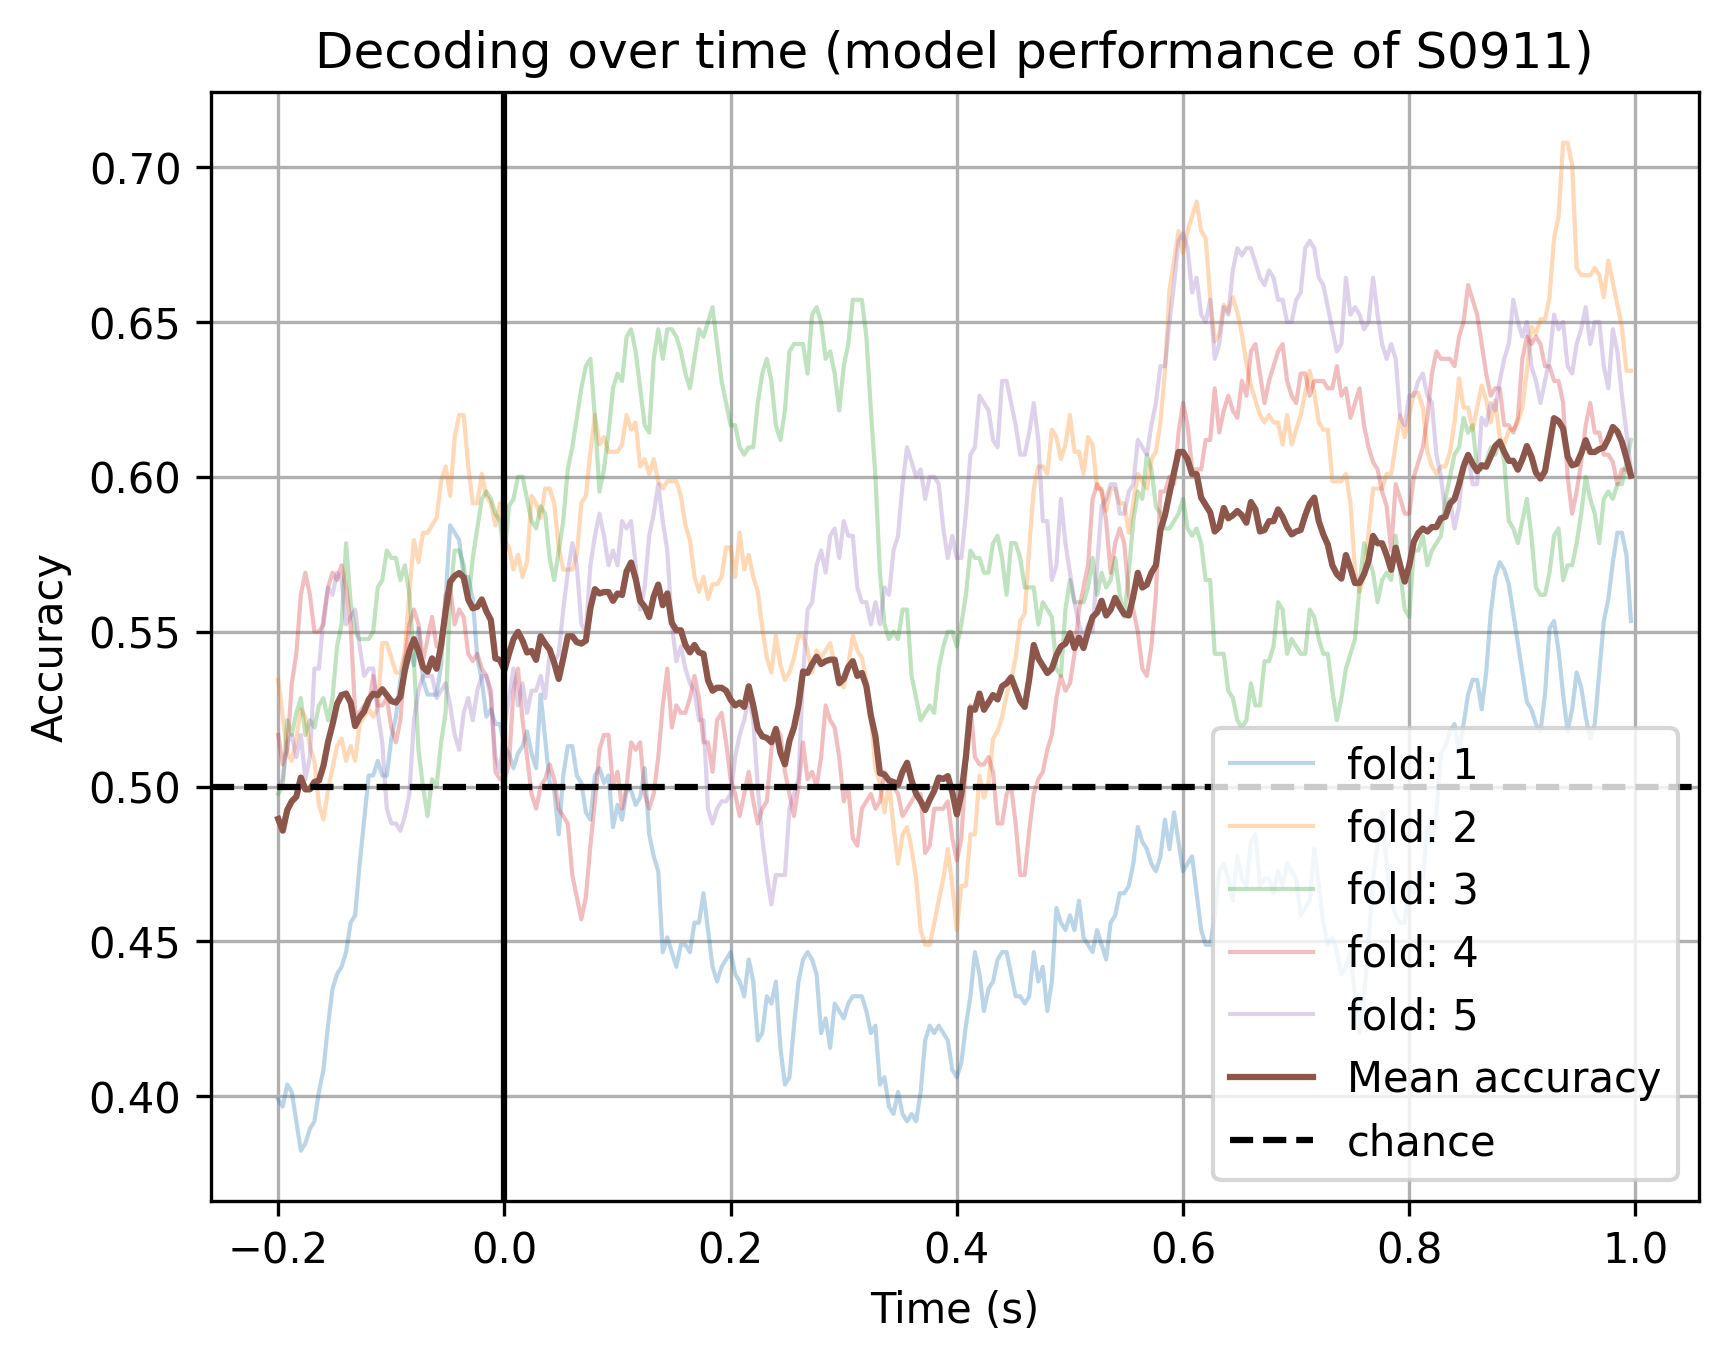 Decoding over time (model performance of S0911)
Accuracy
0.70
0.65
0.60
0.55
0.50
0.45
0.40
−0.2
0.0
0.2
0.4
0.6
0.8
1.0
Time (s)
fold: 1
fold: 2
fold: 3
fold: 4
fold: 5
Mean accuracy
chance